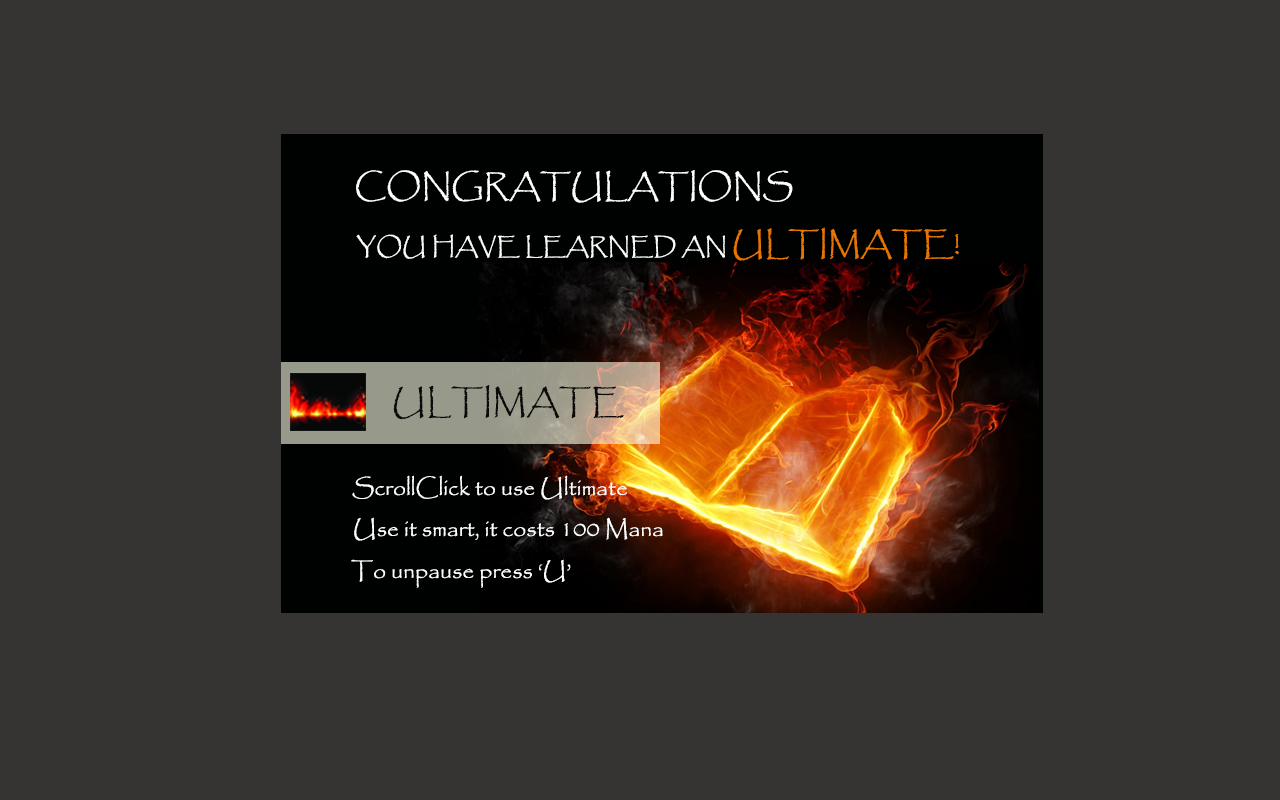 CONGRATULATIONS
YOU HAVE LEARNED AN ULTIMATE!
ULTIMATE
ScrollClick to use Ultimate
Use it smart, it costs 100 Mana
To unpause press ‘U’